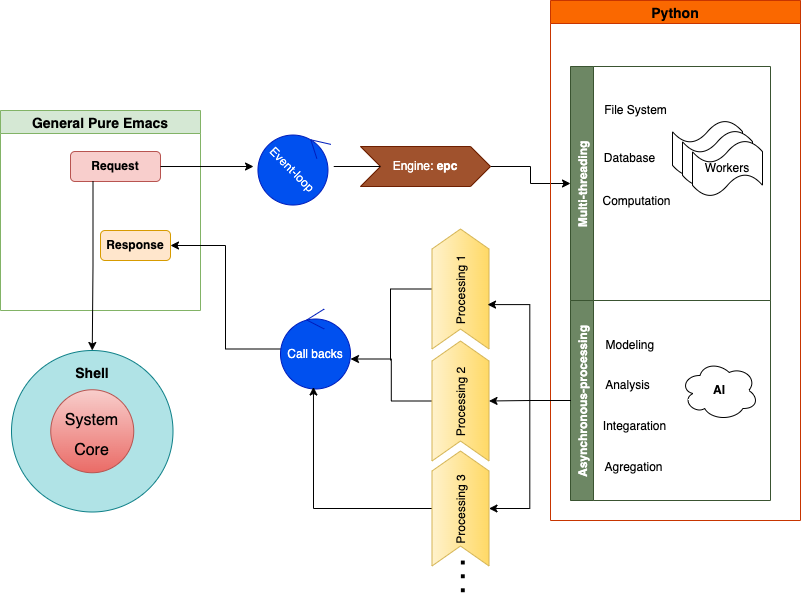 Python
General Pure Emacs
Request
Response
Event-loop
Engine: epc
Multi-threading
File System
Database
Computation
Workers
Asynchronous-processing
Modeling
Analysis
Integaration
Agregation
AI
Processing 1
Processing 2
Processing 3
Call backs
Shell
System
Core